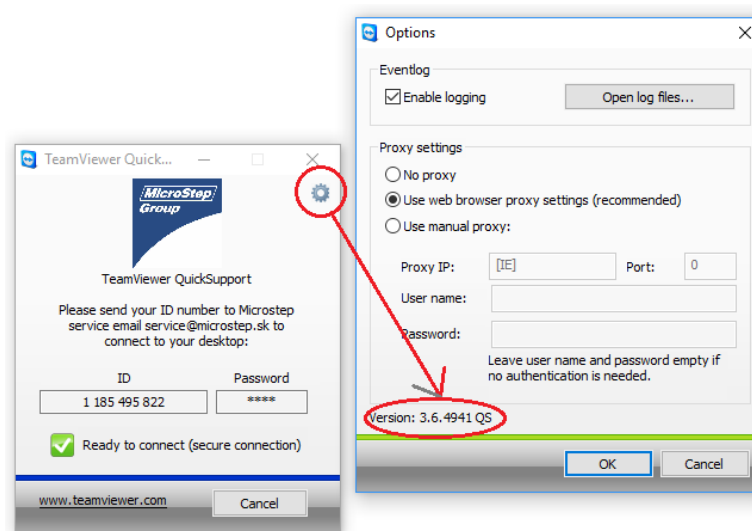 TeamViewer Quick...
MicroStep
Group
TeamViewer QuickSupport
Please send your ID number to Microstep
service email service@microstep.sk to
connect to your desktop:
ID
Password
1 185 495 822
****
Ready to connect (secure connection)
www.teamviewer.com
Cancel
Options
Eventlog
Enable logging
Open log files...
Proxy settings
No proxy
Use web browser proxy settings (recommended)
Use manual proxy:
Proxy IP:
[IE]
Port:
0
User name:
Password:
Leave user name and password empty if
no authentication is needed.
Version: 3.6.4941 QS
OK
Cancel